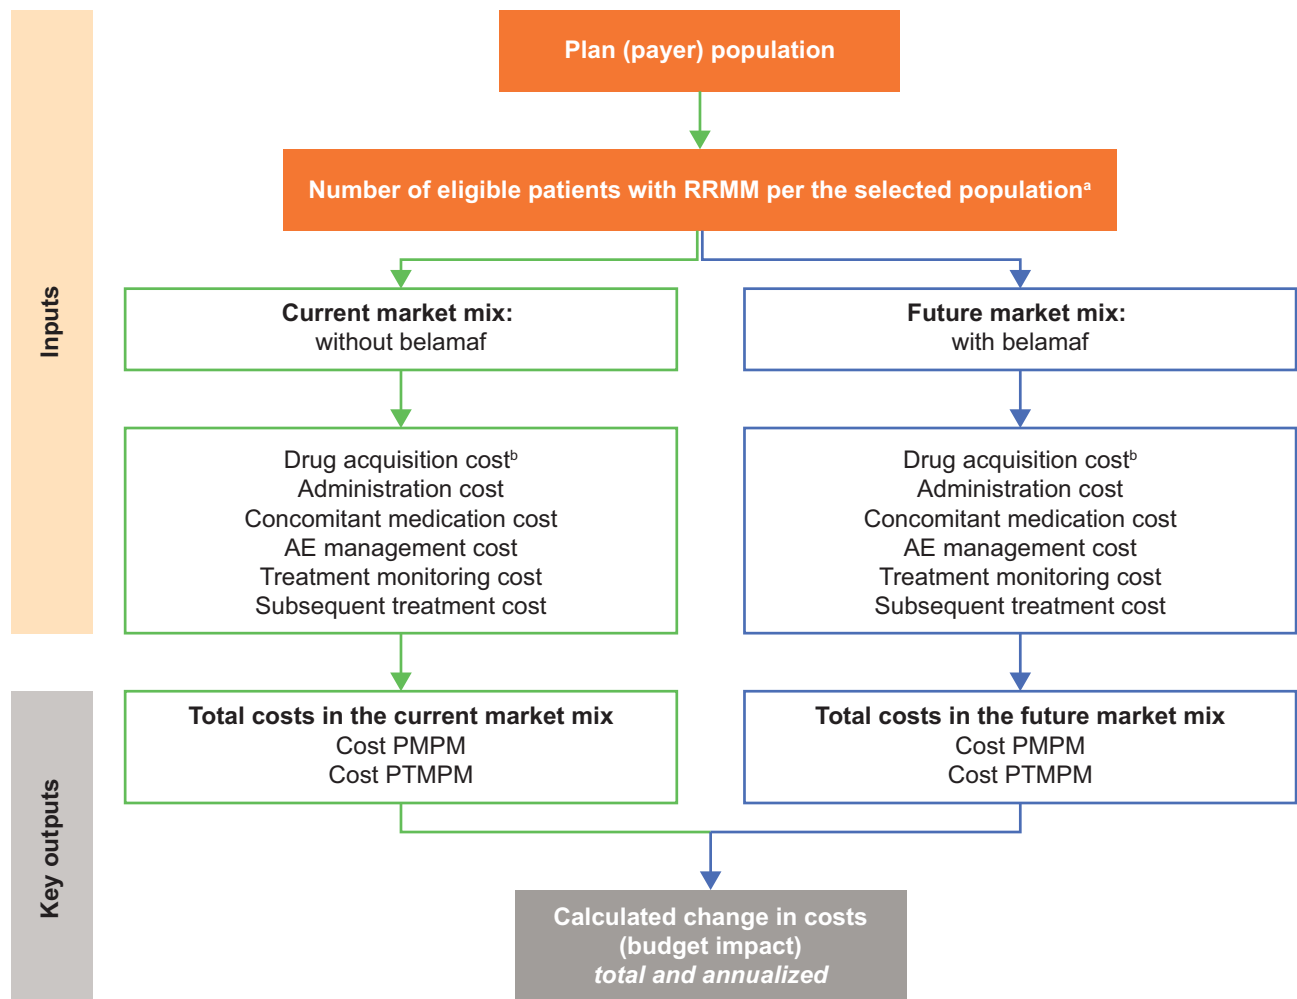 Plan (payer) population
Number of eligible patients with RRMM per the selected populationᵃ
Inputs
Current market mix:
without belamaf
Future market mix:
with belamaf
Drug acquisition costᵇ
Administration cost
Concomitant medication cost
AE management cost
Treatment monitoring cost
Subsequent treatment cost
Drug acquisition costᵇ
Administration cost
Concomitant medication cost
AE management cost
Treatment monitoring cost
Subsequent treatment cost
Key outputs
Total costs in the current market mix
Cost PMPM
Cost PTMPM
Total costs in the future market mix
Cost PMPM
Cost PTMPM
Calculated change in costs
(budget impact)
total and annualized